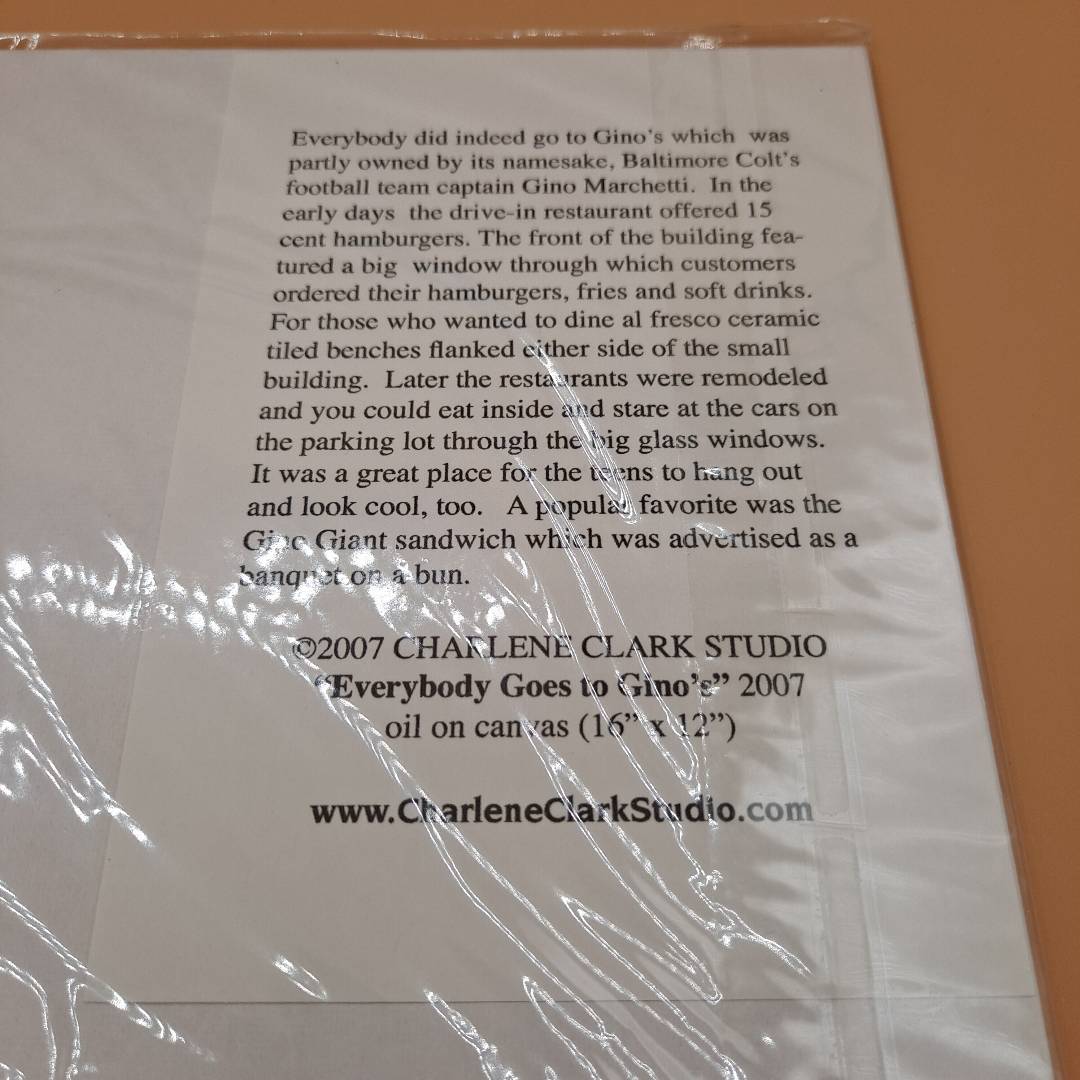 Everybody did indeed go to Gino's which was
partly owned by its namesake, Baltimore Colt's
football team captain Gino Marchetti. In the
early days the drive-in restaurant offered 15
cent hamburgers. The front of the building fea-
tured a big window through which customers
ordered their hamburgers, fries and soft drinks.
For those who wanted to dine al fresco ceramic
tiled benches flanked either side of the small
building. Later the restaurants were remodeled
and you could eat inside and stare at the cars on
the parking lot through the big glass windows.
It was a great place for the teens to hang out
and look cool, too. A popular favorite was the
Gino Giant sandwich which was advertised as a
banquet on a bun.
©2007 CHARLENE CLARK STUDIO
“Everybody Goes to Gino’s” 2007
oil on canvas (16” x 12”)
www.CharleneClarkStudio.com